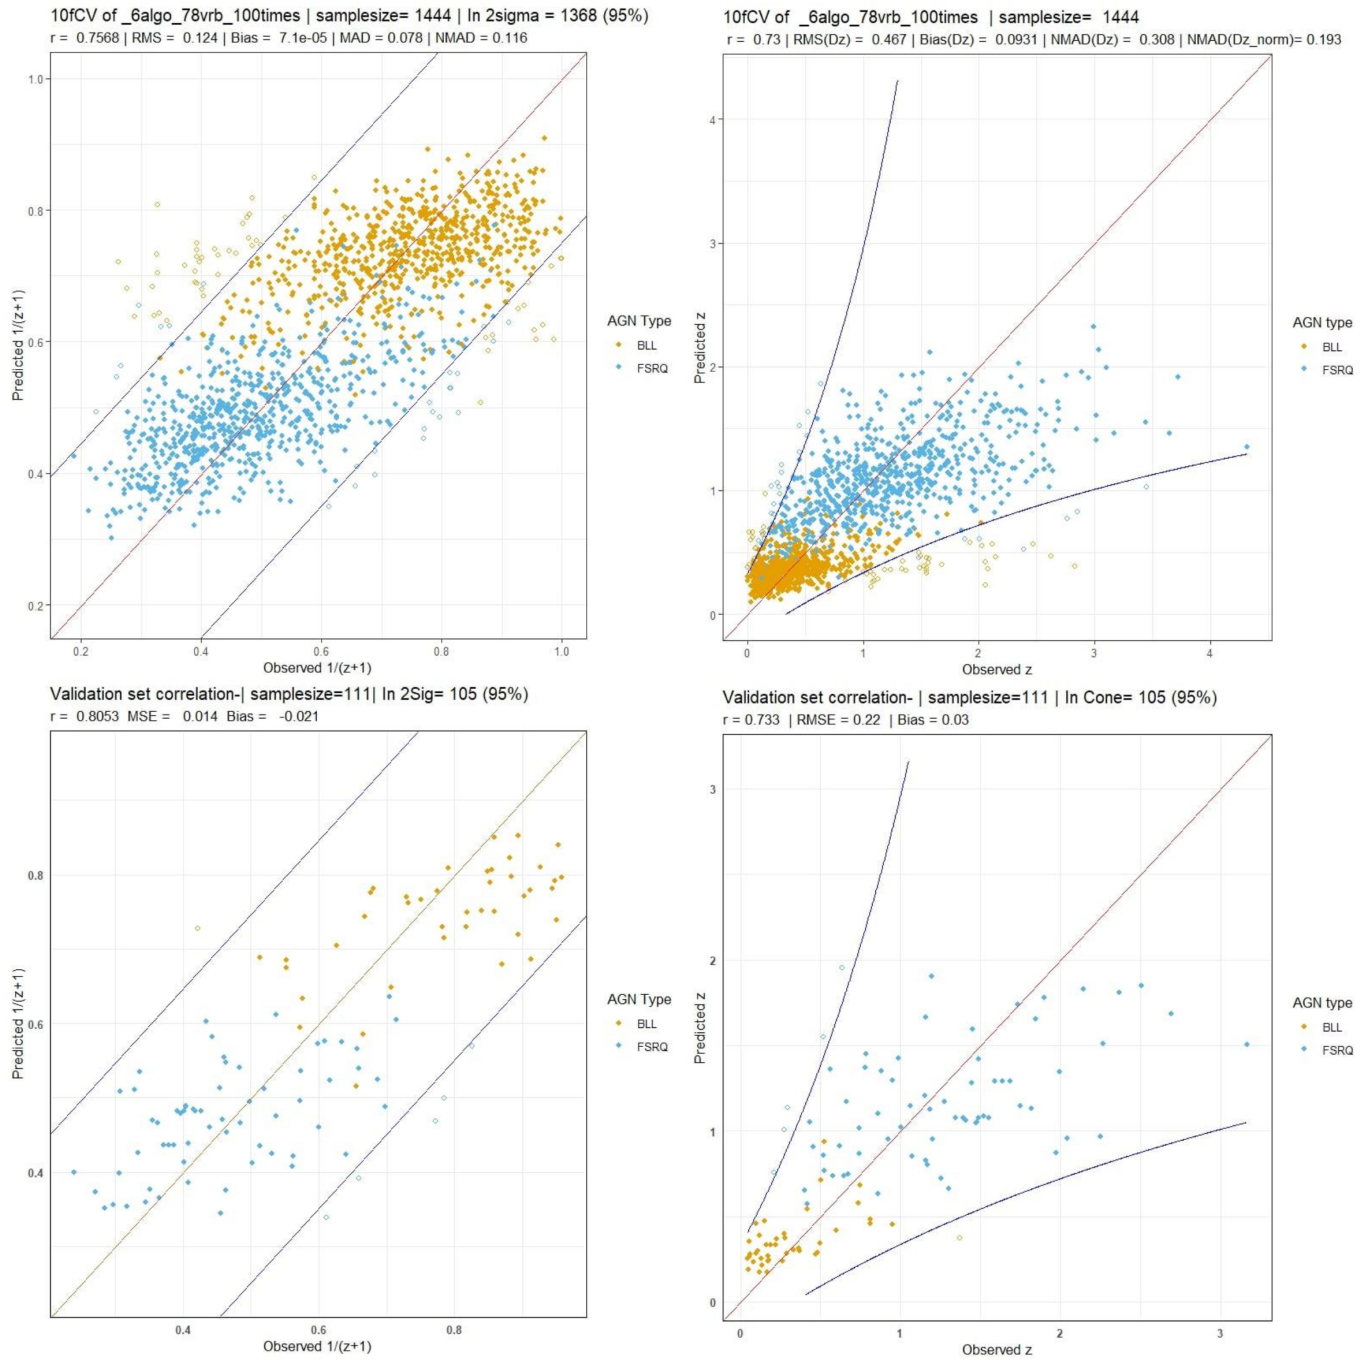 10fCV of _6algo_78vrb_100times | samplesize= 1444 | In 2sigma = 1368 (95%)
r = 0.7568 | RMS = 0.124 | Bias = 7.1e-05 | MAD = 0.078 | NMAD = 0.116
1.0
0.8
0.6
0.4
0.2
Predicted 1/(z+1)
0.2 0.4 0.6 0.8 1.0
Observed 1/(z+1)
AGN Type
BLL
FSRQ
10fCV of _6algo_78vrb_100times | samplesize= 1444
r = 0.73 | RMS(Dz) = 0.467 | Bias(Dz) = 0.0931 | NMAD(Dz) = 0.308 | NMAD(Dz_norm)= 0.193
4
3
2
1
0
Predicted z
0 1 2 3 4
Observed z
AGN type
BLL
FSRQ
Validation set correlation-| samplesize=111| In 2Sig= 105 (95%)
r = 0.8053 MSE = 0.014 Bias = -0.021
0.8
0.6
0.4
Predicted 1/(z+1)
0.4 0.6 0.8
Observed 1/(z+1)
AGN Type
BLL
FSRQ
Validation set correlation- | samplesize=111 | In Cone= 105 (95%)
r = 0.733 | RMSE = 0.22 | Bias = 0.03
3
2
1
0
Predicted z
0 1 2 3
Observed z
AGN type
BLL
FSRQ